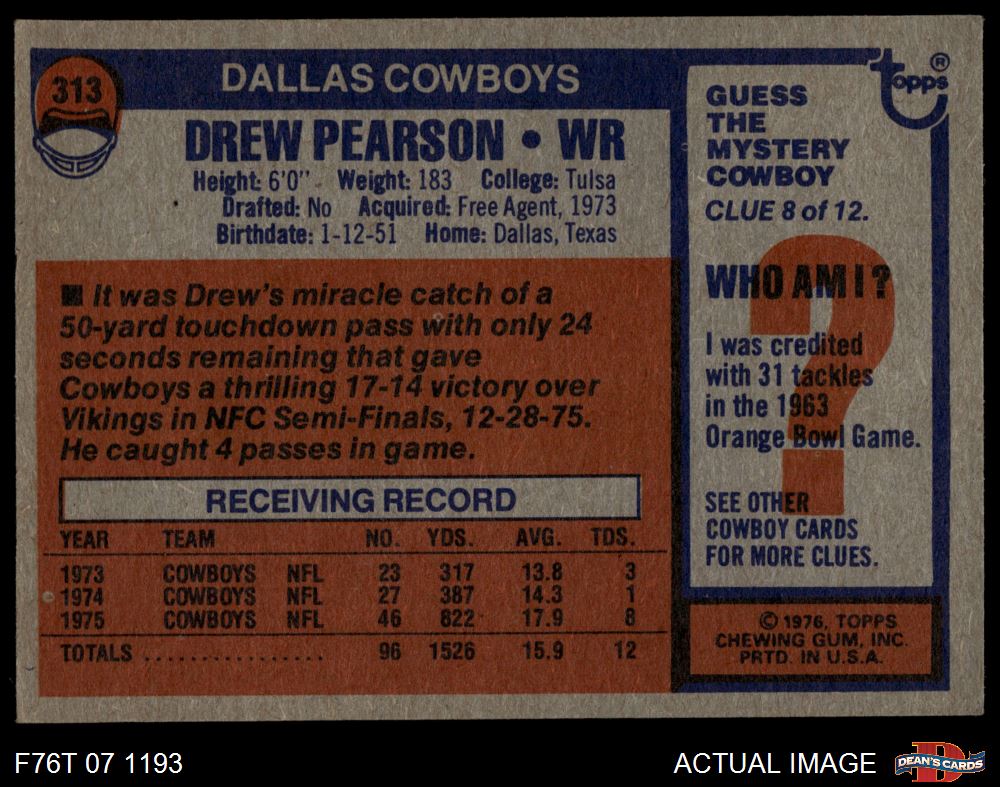 313
DALLAS COWBOYS
DREW PEARSON • WR
Height: 6'0" Weight: 183 College: Tulsa
Drafted: No Acquired: Free Agent, 1973
Birthdate: 1-12-51 Home: Dallas, Texas
■ It was Drew's miracle catch of a
50-yard touchdown pass with only 24
seconds remaining that gave
Cowboys a thrilling 17-14 victory over
Vikings in NFC Semi-Finals, 12-28-75.
He caught 4 passes in game.
RECEIVING RECORD
YEAR TEAM NO. YDS. AVG. TDS.
1973 COWBOYS NFL 23 317 13.8 3
1974 COWBOYS NFL 27 387 14.3 1
1975 COWBOYS NFL 46 822 17.9 8
TOTALS ................. 96 1526 15.9 12
topps®
GUESS
THE
MYSTERY
COWBOY
CLUE 8 of 12.
WHO AM I?
I was credited
with 31 tackles
in the 1963
Orange Bowl Game.
SEE OTHER
COWBOY CARDS
FOR MORE CLUES.
© 1976, TOPPS
CHEWING GUM, INC.
PRTD. IN U.S.A.
F76T 07 1193
ACTUAL IMAGE
D
DEAN'S CARDS